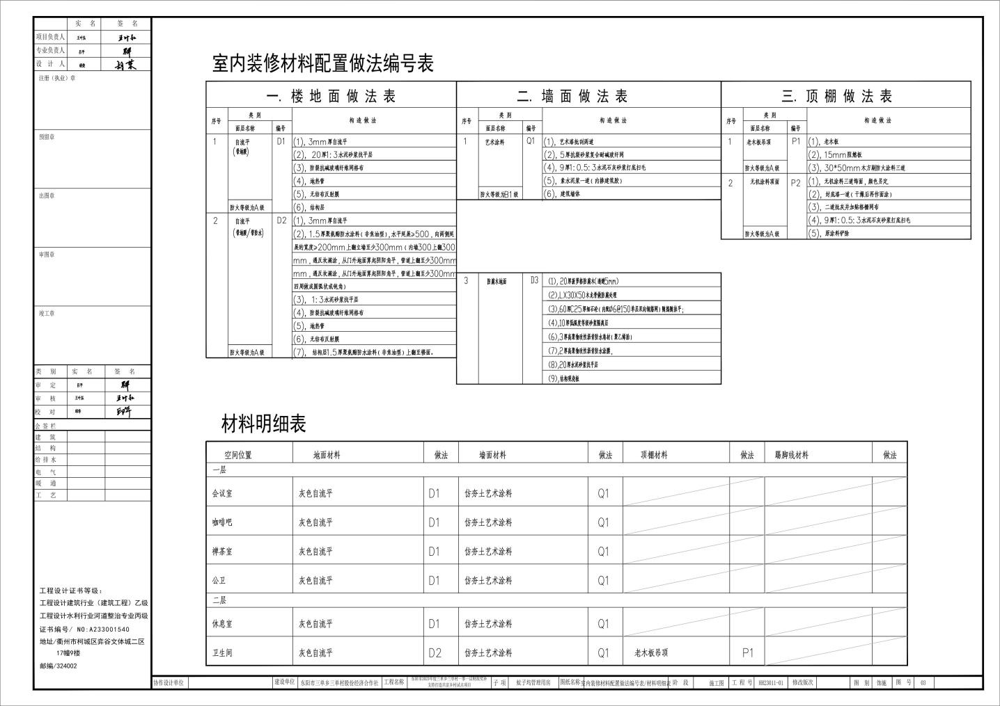 实 名 签 名
项目负责人
专业负责人
设 计 人
注册（执业）章
预留章
出图章
审图章
竣工章
类 别 实 名 签 名
审 定
审 核
校 对
会签栏
建 筑
结 构
给排水
电 气
暖 通
工 艺
工程设计证书等级：
工程设计建筑行业（建筑工程）乙级
工程设计水利行业河道整治专业丙级
证书编号/ NO:A233001540
地址/衢州市柯城区弈谷文体城二区
17幢9楼
邮编/324002
室内装修材料配置做法编号表
一. 楼 地 面 做 法 表
序号 类 别 构 造 做 法
面层名称 编号
1 自流平 D1 (1), 3mm厚自流平
(带地暖) (2), 20厚1:3水泥砂浆找平层
(3), 防裂抗碱玻璃纤维网格布
(4), 地热管
(5), 无纺布反射膜
防火等级为A级 (6), 结构层
2 自流平 D2 (1), 3mm厚自流平
(带地暖/带防水) (2), 1.5厚聚氨酯防水涂料(非焦油型),水平延展≥500，向两侧延
展的宽度≥200mm上翻立墙至少300mm（内墙300上翻300
mm，遇反坎满涂，从门外地面算起阴阳角平，管道上翻至少300mm
mm，遇反坎满涂，从门外地面算起阴阳角平，管道上翻至少300mm
四周做成圆弧状或钝角）
(3), 1:3水泥砂浆找平层
(4), 防裂抗碱玻璃纤维网格布
(5), 地热管
(6), 无纺布反射膜
防火等级为A级 (7), 结构层1.5厚聚氨酯防水涂料(非焦油型)上翻至楼面。
二. 墙 面 做 法 表
序号 类 别 构 造 做 法
面层名称 编号
1 艺术涂料 Q1 (1), 艺术漆批刮两道
(2), 5厚抗裂砂浆复合耐碱玻纤网
(4), 9厚1:0.5:3水泥石灰砂浆打底扫毛
(5), 素水泥浆一道(内掺建筑胶)
防火等级为B1级 (6), 建筑墙体
3 防腐木地面 D3 (1), 20厚菠萝格防腐木(缝5mm)
(2),LX30X50木龙骨做防腐处理
(3),60厚C25厚细石砼(内配Ø6@150单层双向钢筋网)随捣随抹平;
(4),10厚低强度等级砂浆隔离层
(6),3厚高聚物改性沥青防水卷材(聚乙烯胎)
(7),2厚高聚物改性沥青防水涂膜,
(8),20厚水泥砂浆找平层
(9),结构现浇板
三. 顶 棚 做 法 表
序号 类 别 构 造 做 法
面层名称 编号
1 老木板吊顶 P1 (1), 老木板
(2), 15mm阻燃板
防火等级为A级 (3), 30*50mm木方刷防火涂料三道
2 无机涂料顶面 P2 (1), 无机涂料三道饰面，颜色另定
(2), 封底漆一道(干燥后再作面涂)
(3), 二道批灰并加贴格栅网布
(4), 9厚1:0.5:3水泥石灰砂浆打底扫毛
防火等级为A级 (5), 原涂料铲除
材料明细表
空间位置 地面材料 做法 墙面材料 做法 顶棚材料 做法 踢脚线材料 做法
一层
会议室 灰色自流平 D1 仿夯土艺术涂料 Q1
咖啡吧 灰色自流平 D1 仿夯土艺术涂料 Q1
禅茶室 灰色自流平 D1 仿夯土艺术涂料 Q1
公卫 灰色自流平 D1 仿夯土艺术涂料 Q1
二层
休息室 灰色自流平 D1 仿夯土艺术涂料 Q1
卫生间 灰色自流平 D2 仿夯土艺术涂料 Q1 老木板吊顶 P1
协作设计单位 建设单位 东阳市三单乡三单村股份经济合作社 工程名称 东阳市2023年度三单乡三单村一事一议财政奖补
支持打造共富乡村试点项目
子 项 蚊子坞管理用房 图纸名称 室内装修材料配置做法编号表/材料明细表 阶 段 施工图 工 程 号 HH23011-01 修改版次 图 别 饰施 图 号 03